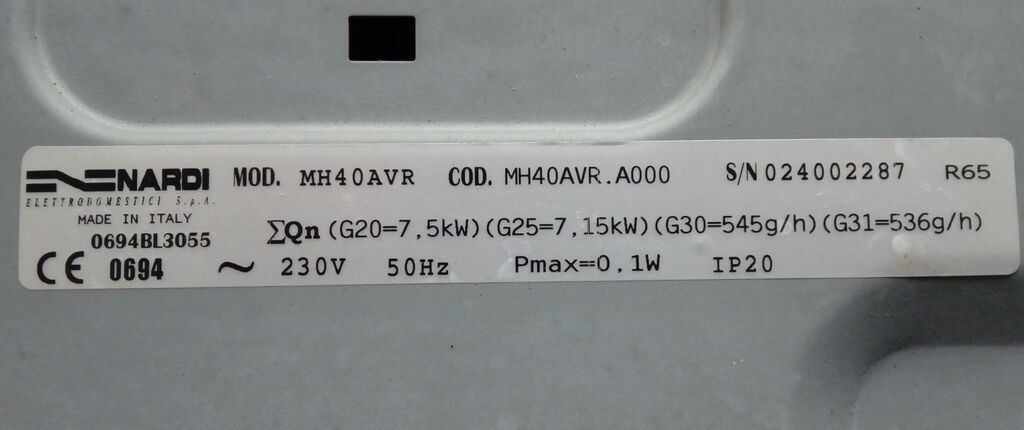 NARDI MOD. MH40AVR COD. MH40AVR.A000 S/N 024002287 R65
ELETTRODOMESTICI S.p.A.
MADE IN ITALY
0694BL3055 ΣQn (G20=7,5kW)(G25=7,15kW)(G30=545g/h)(G31=536g/h)
CE 0694 ~ 230V 50Hz Pmax=0,1W IP20